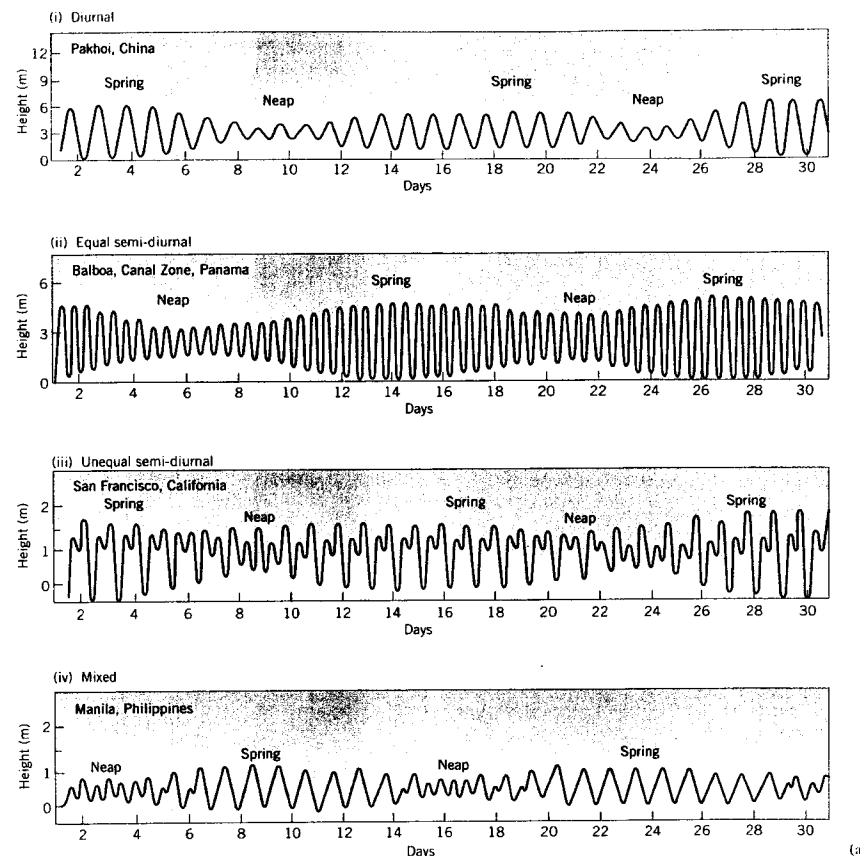 (i) Diurnal
Pakhoi, China
Spring
Neap
Spring
Neap
Spring
Height (m)
12
9
6
3
0
2 4 6 8 10 12 14 16 18 20 22 24 26 28 30
Days
(ii) Equal semi-diurnal
Balboa, Canal Zone, Panama
Neap
Spring
Neap
Spring
Height (m)
6
3
0
2 4 6 8 10 12 14 16 18 20 22 24 26 28 30
Days
(iii) Unequal semi-diurnal
San Francisco, California
Spring
Neap
Spring
Neap
Spring
Height (m)
2
1
0
2 4 6 8 10 12 14 16 18 20 22 24 26 28 30
Days
(iv) Mixed
Manila, Philippines
Neap
Spring
Neap
Spring
Height (m)
2
1
0
2 4 6 8 10 12 14 16 18 20 22 24 26 28 30
Days
(a